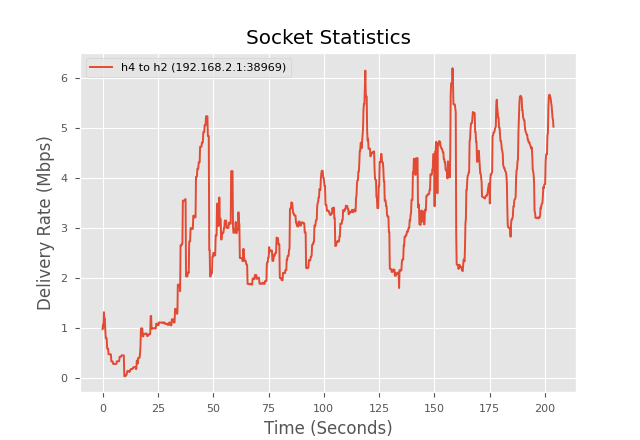 Socket Statistics
h4 to h2 (192.168.2.1:38969)
Delivery Rate (Mbps)
6
5
4
3
2
1
0
0 25 50 75 100 125 150 175 200
Time (Seconds)